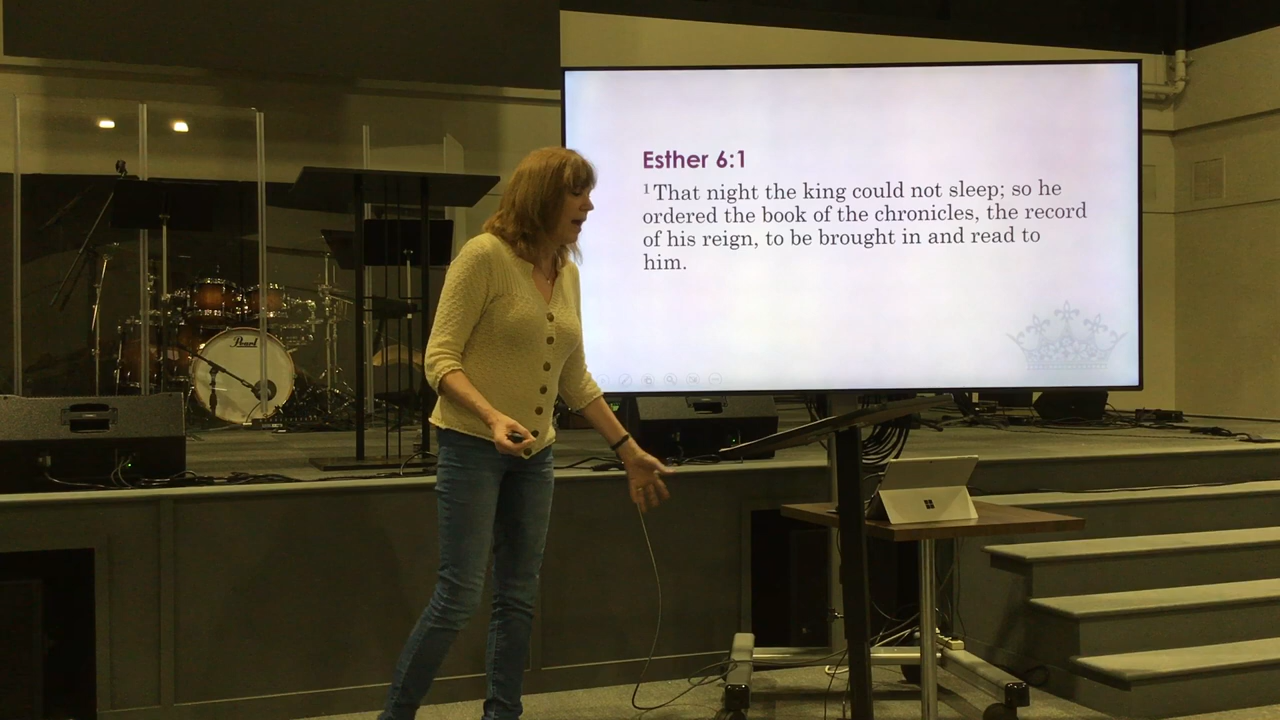 Esther 6:1
¹ That night the king could not sleep; so he
ordered the book of the chronicles, the record
of his reign, to be brought in and read to
him.
Pearl